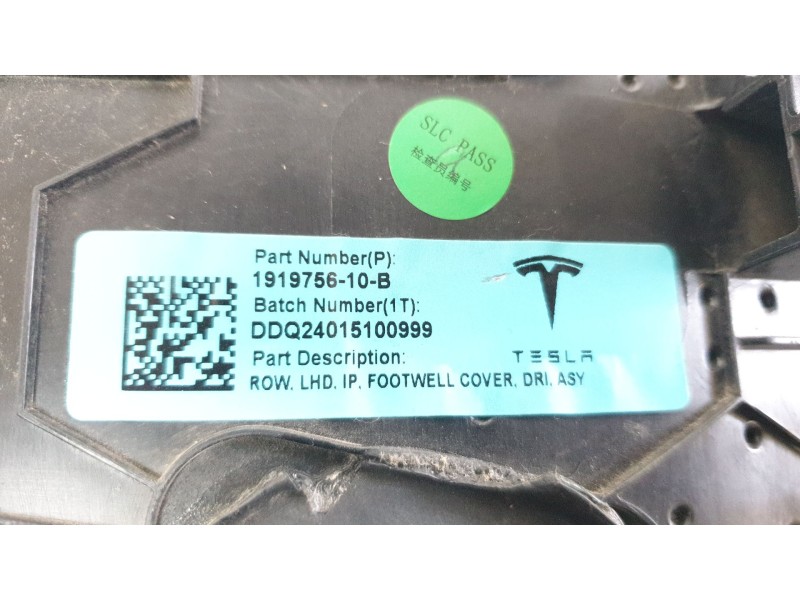 SLC PASS
检查员编号
Part Number(P):
1919756-10-B
Batch Number(1T):
DDQ24015100999
Part Description:
TESLA
ROW, LHD, IP, FOOTWELL COVER, DRI, ASY